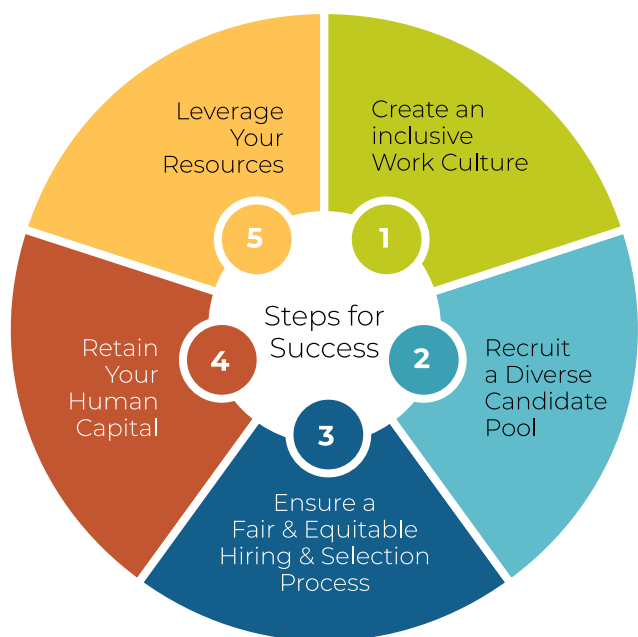 Steps for
Success
1
Create an
inclusive
Work Culture
2
Recruit
a Diverse
Candidate
Pool
3
Ensure a
Fair & Equitable
Hiring & Selection
Process
4
Retain
Your
Human
Capital
5
Leverage
Your
Resources